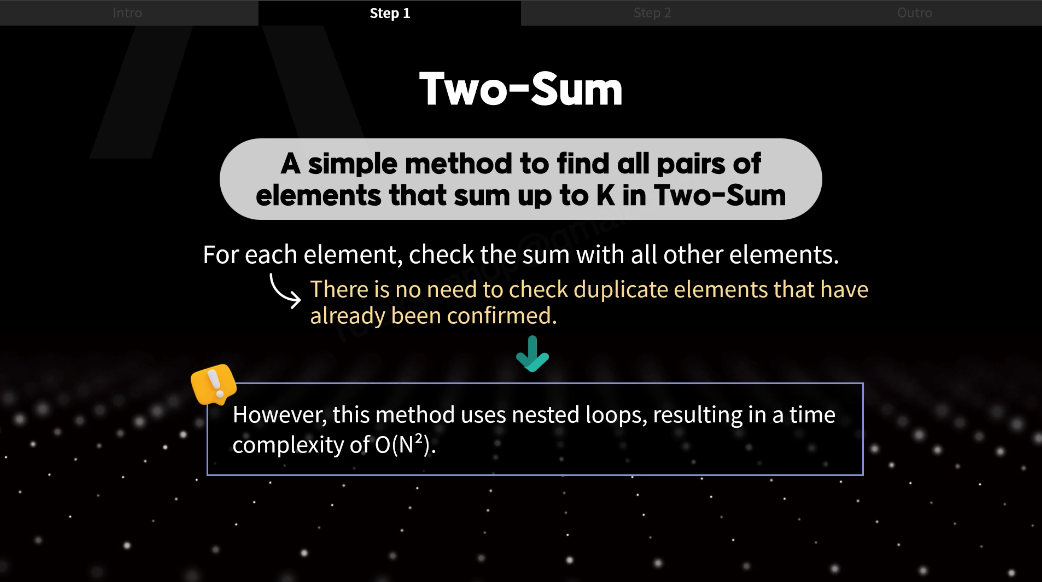 Intro
Step 1
Step 2
Outro
Two-Sum
A simple method to find all pairs of
elements that sum up to K in Two-Sum
For each element, check the sum with all other elements.
There is no need to check duplicate elements that have
already been confirmed.
However, this method uses nested loops, resulting in a time
complexity of O(N²).